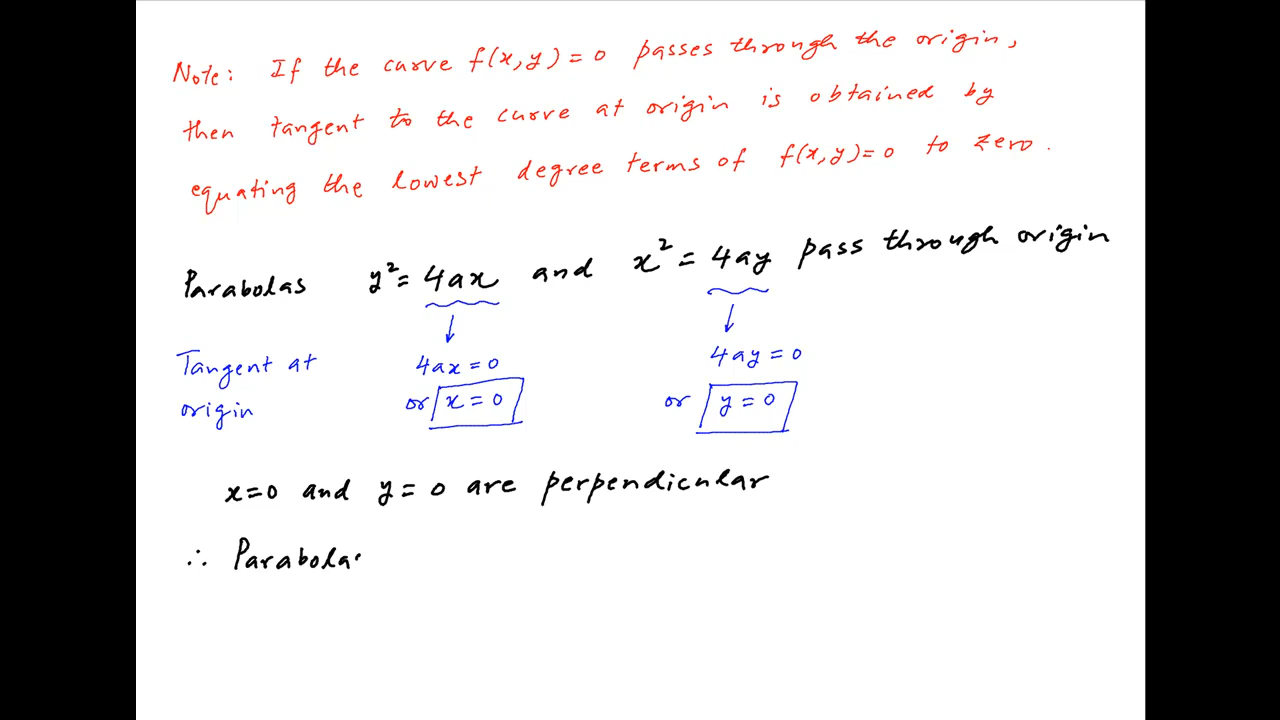 Note: If the curve f(x,y)=0 passes through the origin,
then tangent to the curve at origin is obtained by
equating the lowest degree terms of f(x,y)=0 to zero.
Parabolas y² = 4ax and x² = 4ay pass through origin
Tangent at 4ax = 0 4ay = 0
origin or x = 0 or y = 0
x=0 and y=0 are perpendicular
∴ Parabola